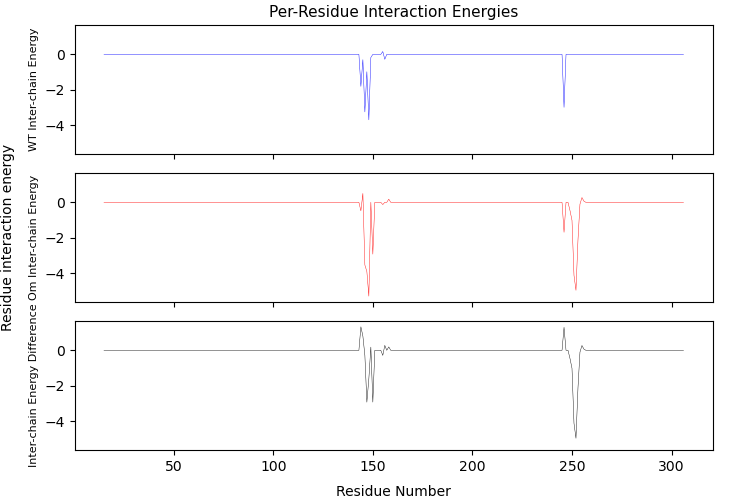 Per-Residue Interaction Energies
Residue interaction energy
WT Inter-chain Energy
0
−2
−4
Om Inter-chain Energy
0
−2
−4
Inter-chain Energy Difference
0
−2
−4
50 100 150 200 250 300
Residue Number